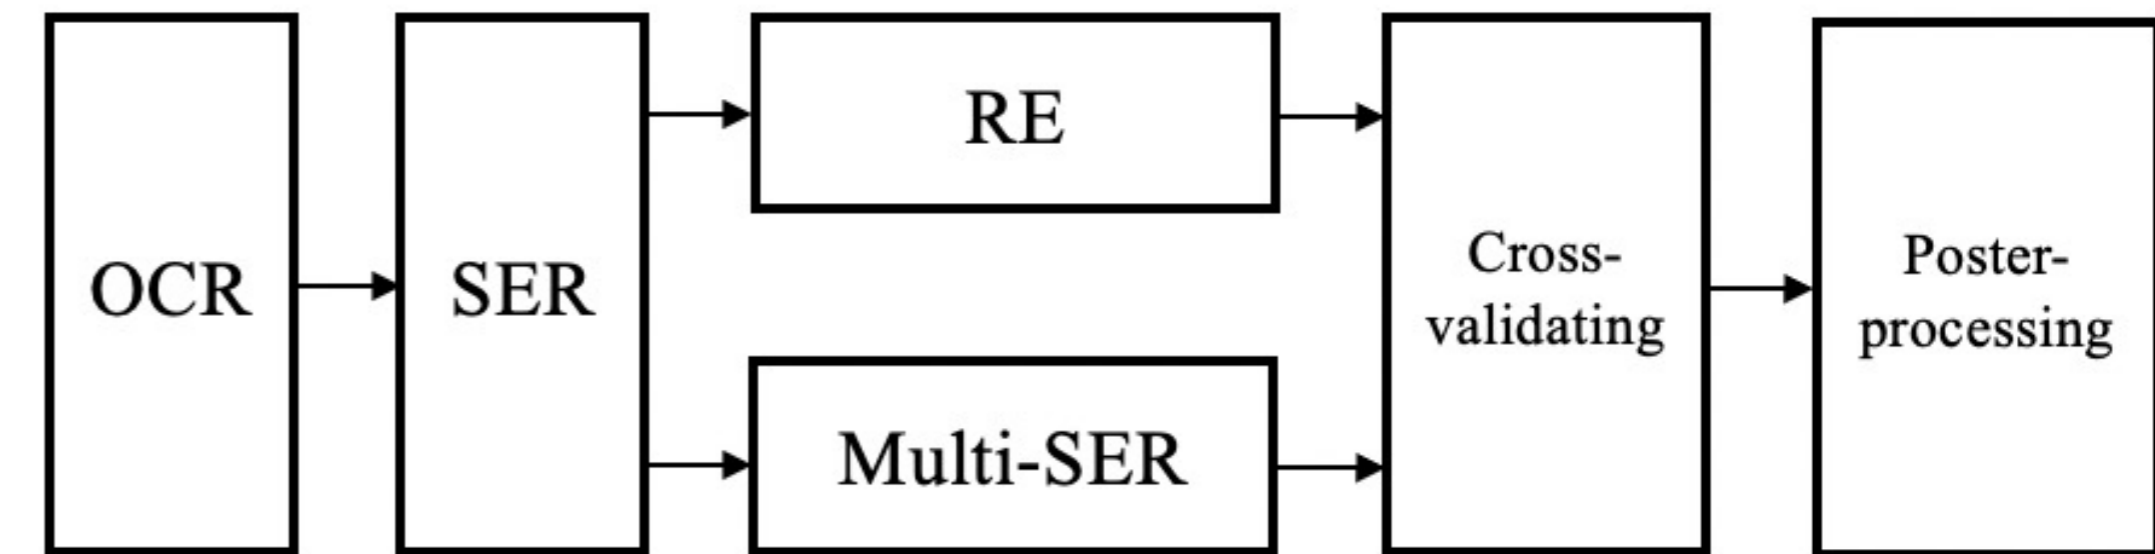 OCR
SER
RE
Multi-SER
Cross-
validating
Poster-
processing